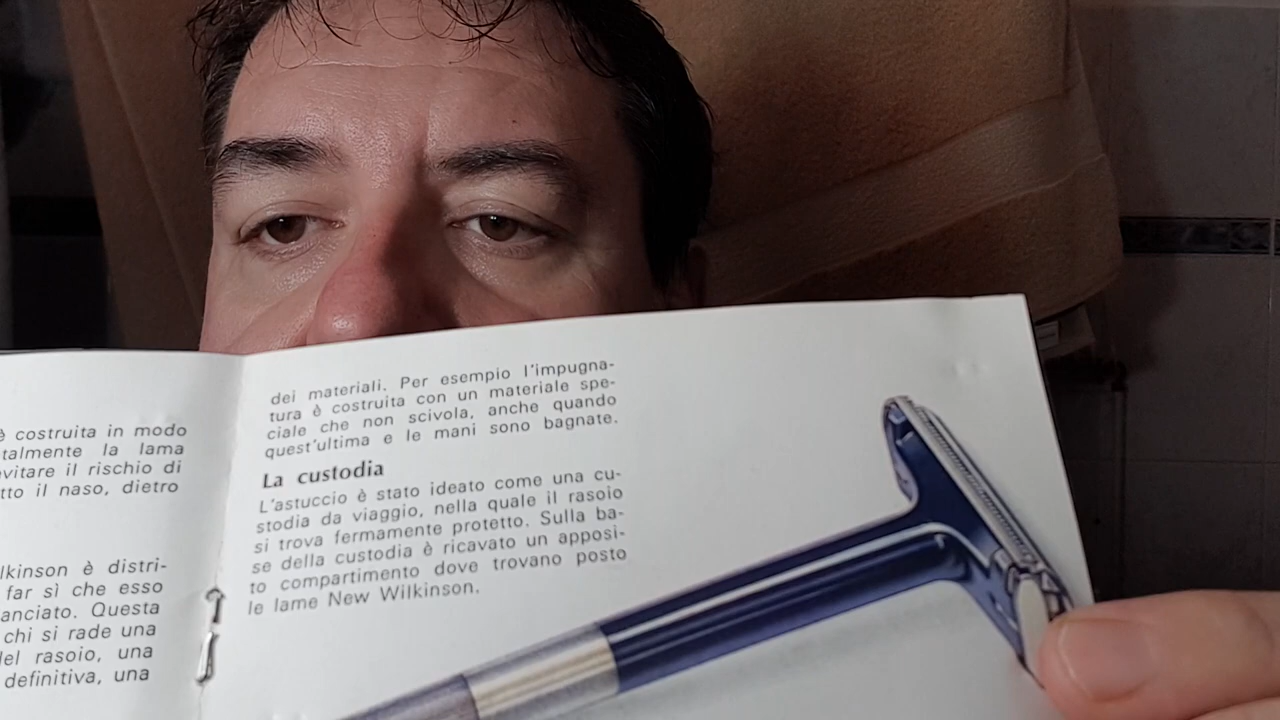 è costruita in modo
talmente la lama
evitare il rischio di
tto il naso, dietro
lkinson è distri-
far sì che esso
anciato. Questa
chi si rade una
del rasoio, una
definitiva, una
dei materiali. Per esempio l'impugna-
tura è costruita con un materiale spe-
ciale che non scivola, anche quando
quest'ultima e le mani sono bagnate.
La custodia
L'astuccio è stato ideato come una cu-
stodia da viaggio, nella quale il rasoio
si trova fermamente protetto. Sulla ba-
se della custodia è ricavato un apposi-
to compartimento dove trovano posto
le lame New Wilkinson.